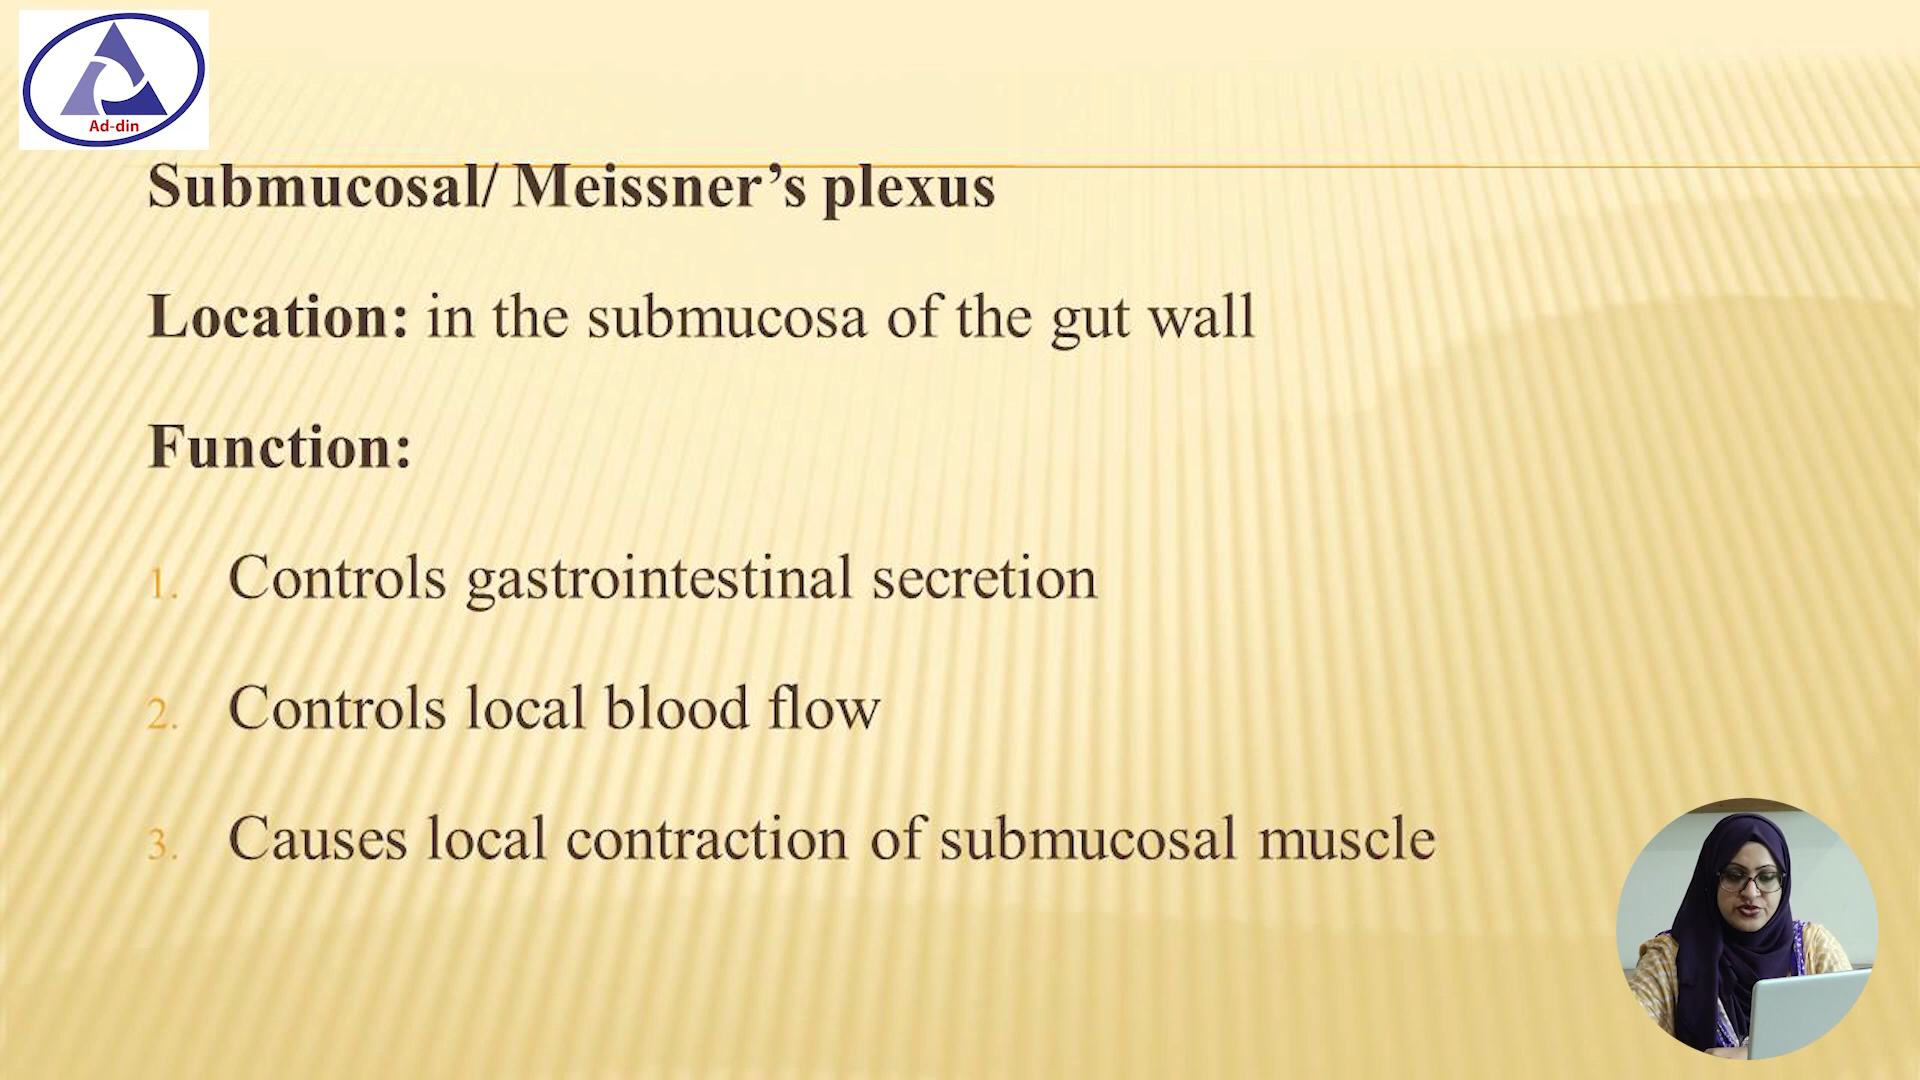 Ad-din
Submucosal/ Meissner’s plexus
Location: in the submucosa of the gut wall
Function:
1. Controls gastrointestinal secretion
2. Controls local blood flow
3. Causes local contraction of submucosal muscle